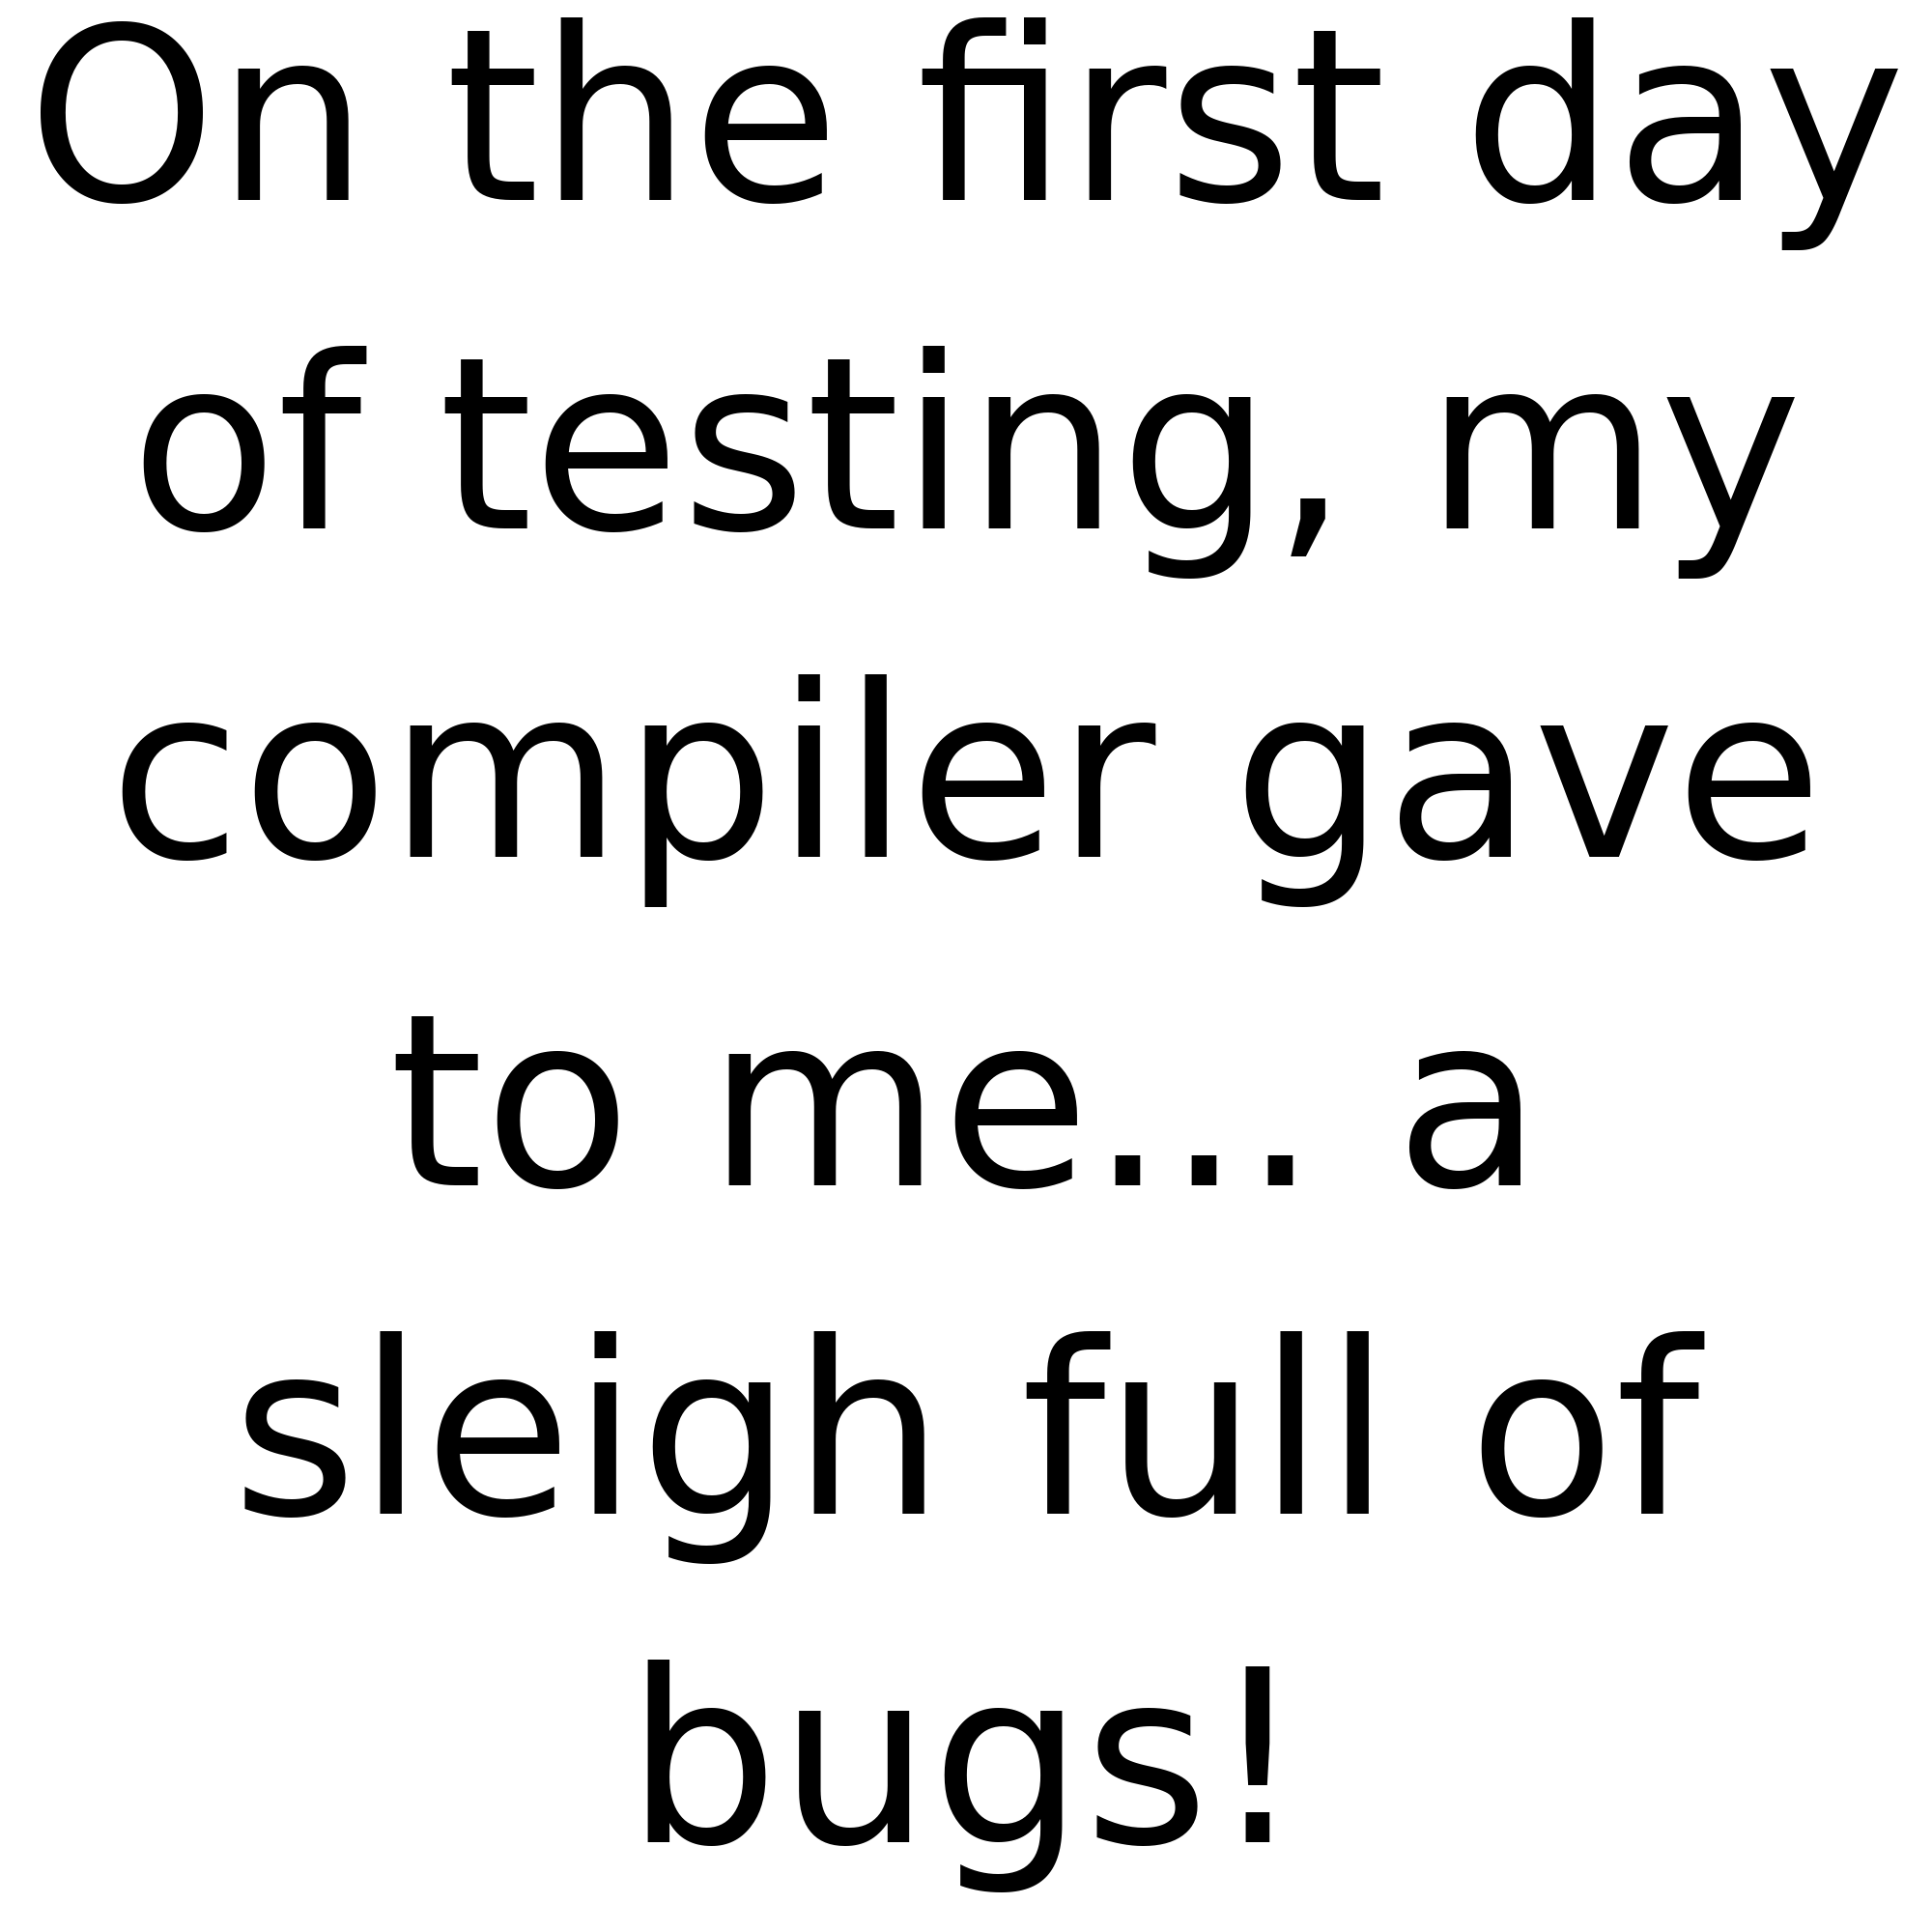 On the first day
of testing, my
compiler gave
to me... a
sleigh full of
bugs!